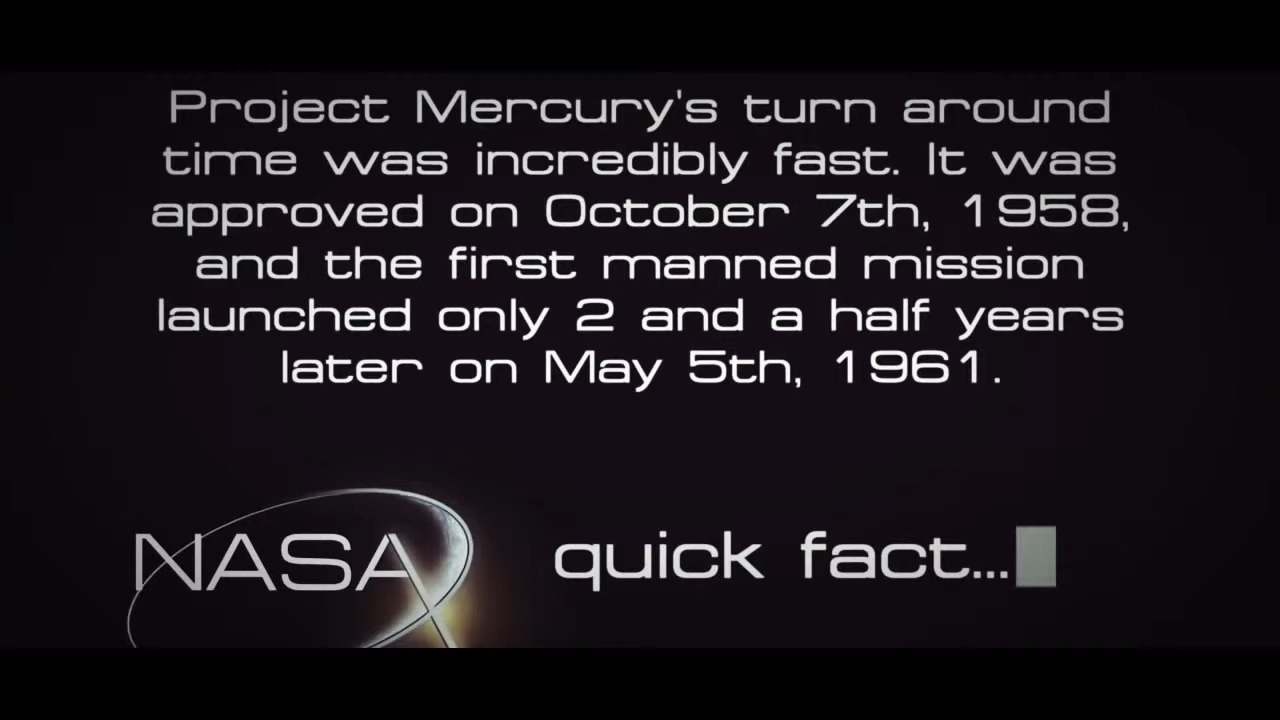 Project Mercury's turn around
time was incredibly fast. It was
approved on October 7th, 1958,
and the first manned mission
launched only 2 and a half years
later on May 5th, 1961.
NASA quick fact...